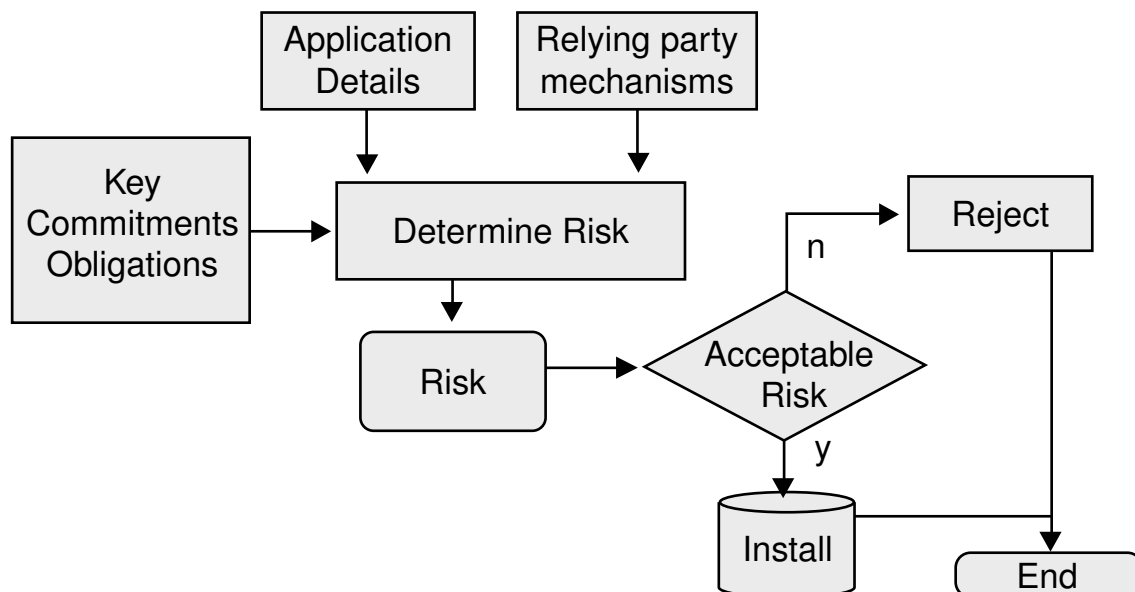 Application
Details
Relying party
mechanisms
Key
Commitments
Obligations
Determine Risk
Reject
n
Risk
Acceptable
Risk
y
Install
End